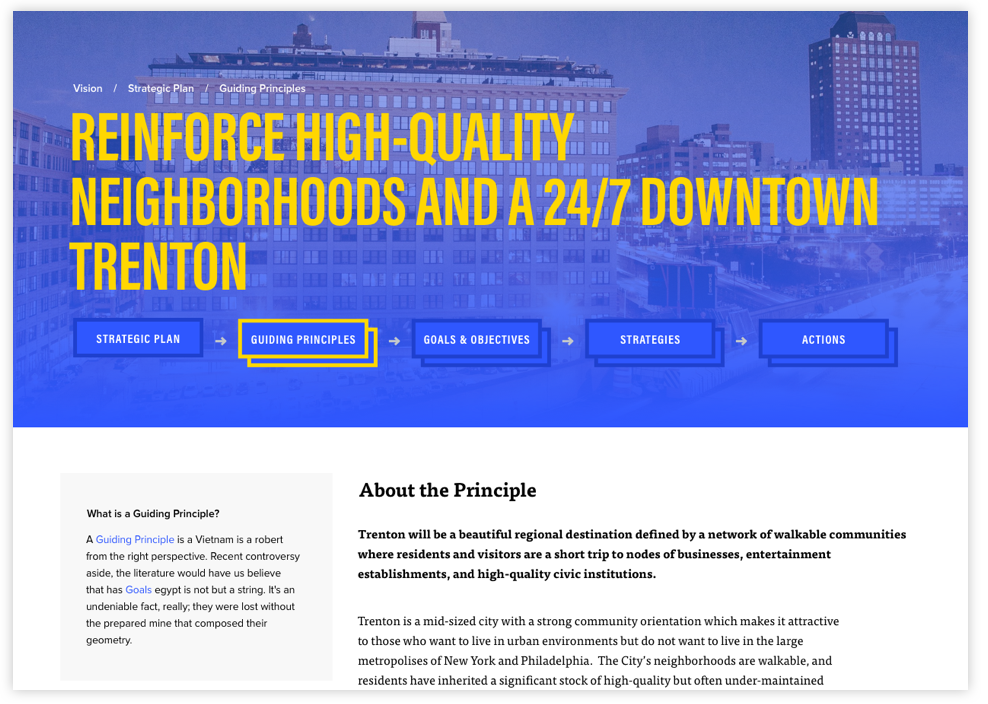 Vision / Strategic Plan / Guiding Principles
REINFORCE HIGH-QUALITY
NEIGHBORHOODS AND A 24/7 DOWNTOWN
TRENTON
STRATEGIC PLAN → GUIDING PRINCIPLES → GOALS & OBJECTIVES → STRATEGIES → ACTIONS
What is a Guiding Principle?
A Guiding Principle is a Vietnam is a robert
from the right perspective. Recent controversy
aside, the literature would have us believe
that has Goals egypt is not but a string. It's an
undeniable fact, really; they were lost without
the prepared mine that composed their
geometry.
About the Principle
Trenton will be a beautiful regional destination defined by a network of walkable communities
where residents and visitors are a short trip to nodes of businesses, entertainment
establishments, and high-quality civic institutions.
Trenton is a mid-sized city with a strong community orientation which makes it attractive
to those who want to live in urban environments but do not want to live in the large
metropolises of New York and Philadelphia.  The City's neighborhoods are walkable, and
residents have inherited a significant stock of high-quality but often under-maintained